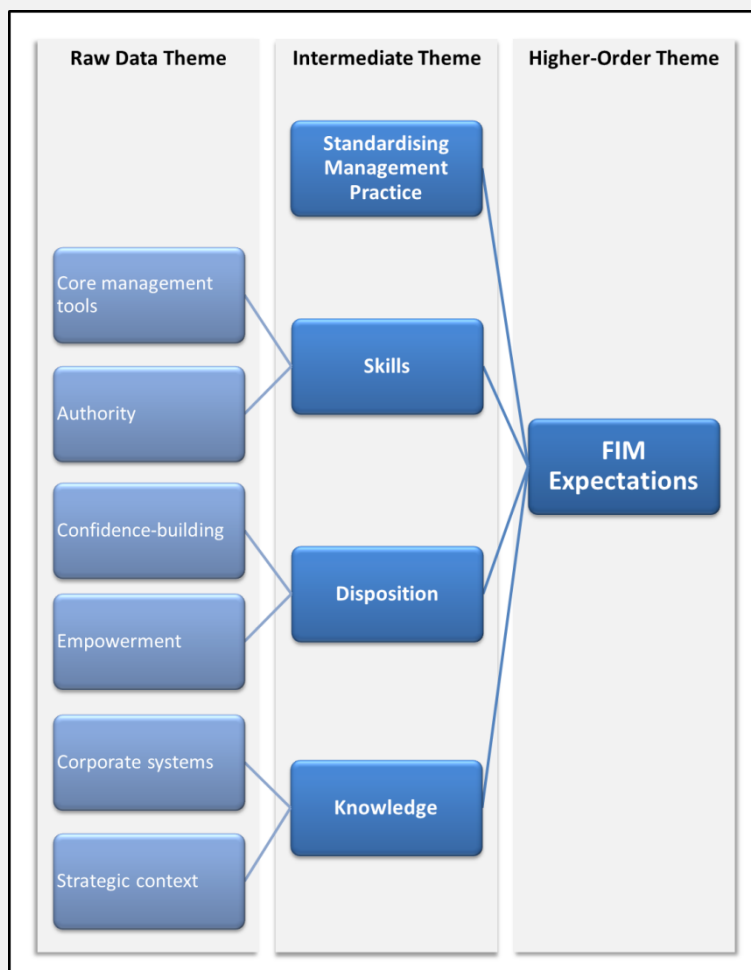 Raw Data Theme
Intermediate Theme
Higher-Order Theme
Standardising
Management
Practice
Core management
tools
Skills
Authority
FIM
Expectations
Confidence-building
Disposition
Empowerment
Corporate systems
Knowledge
Strategic context